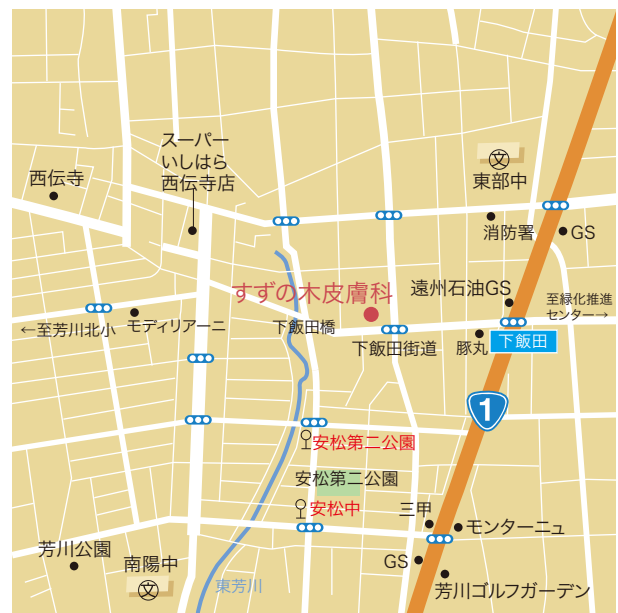 スーパー
いしはら
西伝寺店
西伝寺
文
東部中
消防署
GS
すずの木皮膚科
遠州石油GS
至緑化推進
センター→
←至芳川北小
モディリアーニ
下飯田橋
下飯田街道
豚丸
下飯田
1
安松第二公園
安松第二公園
安松中
三甲
モンターニュ
芳川公園
南陽中
文
東芳川
GS
芳川ゴルフガーデン